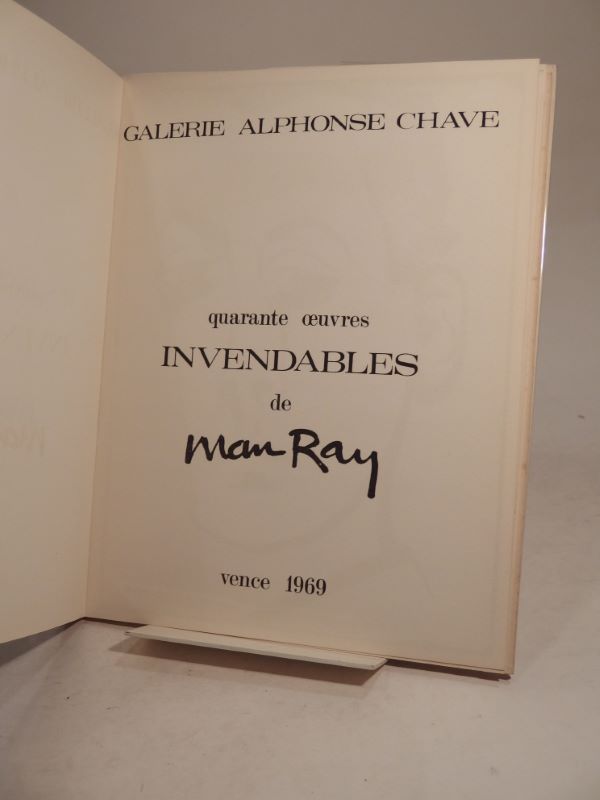 GALERIE ALPHONSE CHAVE
quarante œuvres
INVENDABLES
de
Man Ray
vence 1969